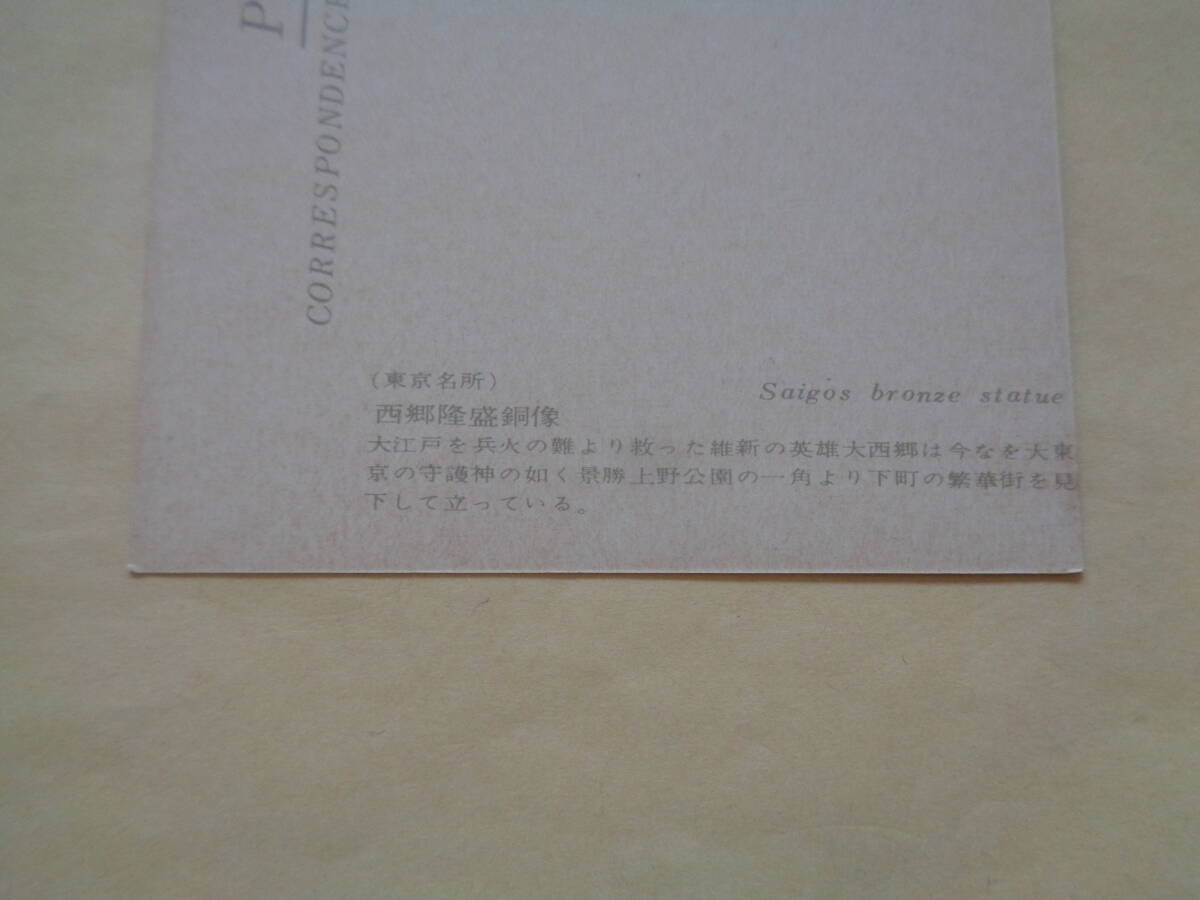 P
CORRESPONDENCE
(東京名所)
西郷隆盛銅像
Saigos bronze statue
大江戸を兵火の難より救った維新の英雄大西郷は今なを大東
京の守護神の如く景勝上野公園の一角より下町の繁華街を見
下して立っている。